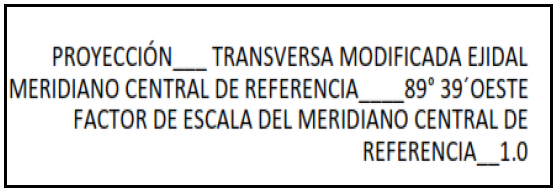 PROYECCIÓN___ TRANSVERSA MODIFICADA EJIDAL
MERIDIANO CENTRAL DE REFERENCIA____89° 39´OESTE
FACTOR DE ESCALA DEL MERIDIANO CENTRAL DE
REFERENCIA__1.0